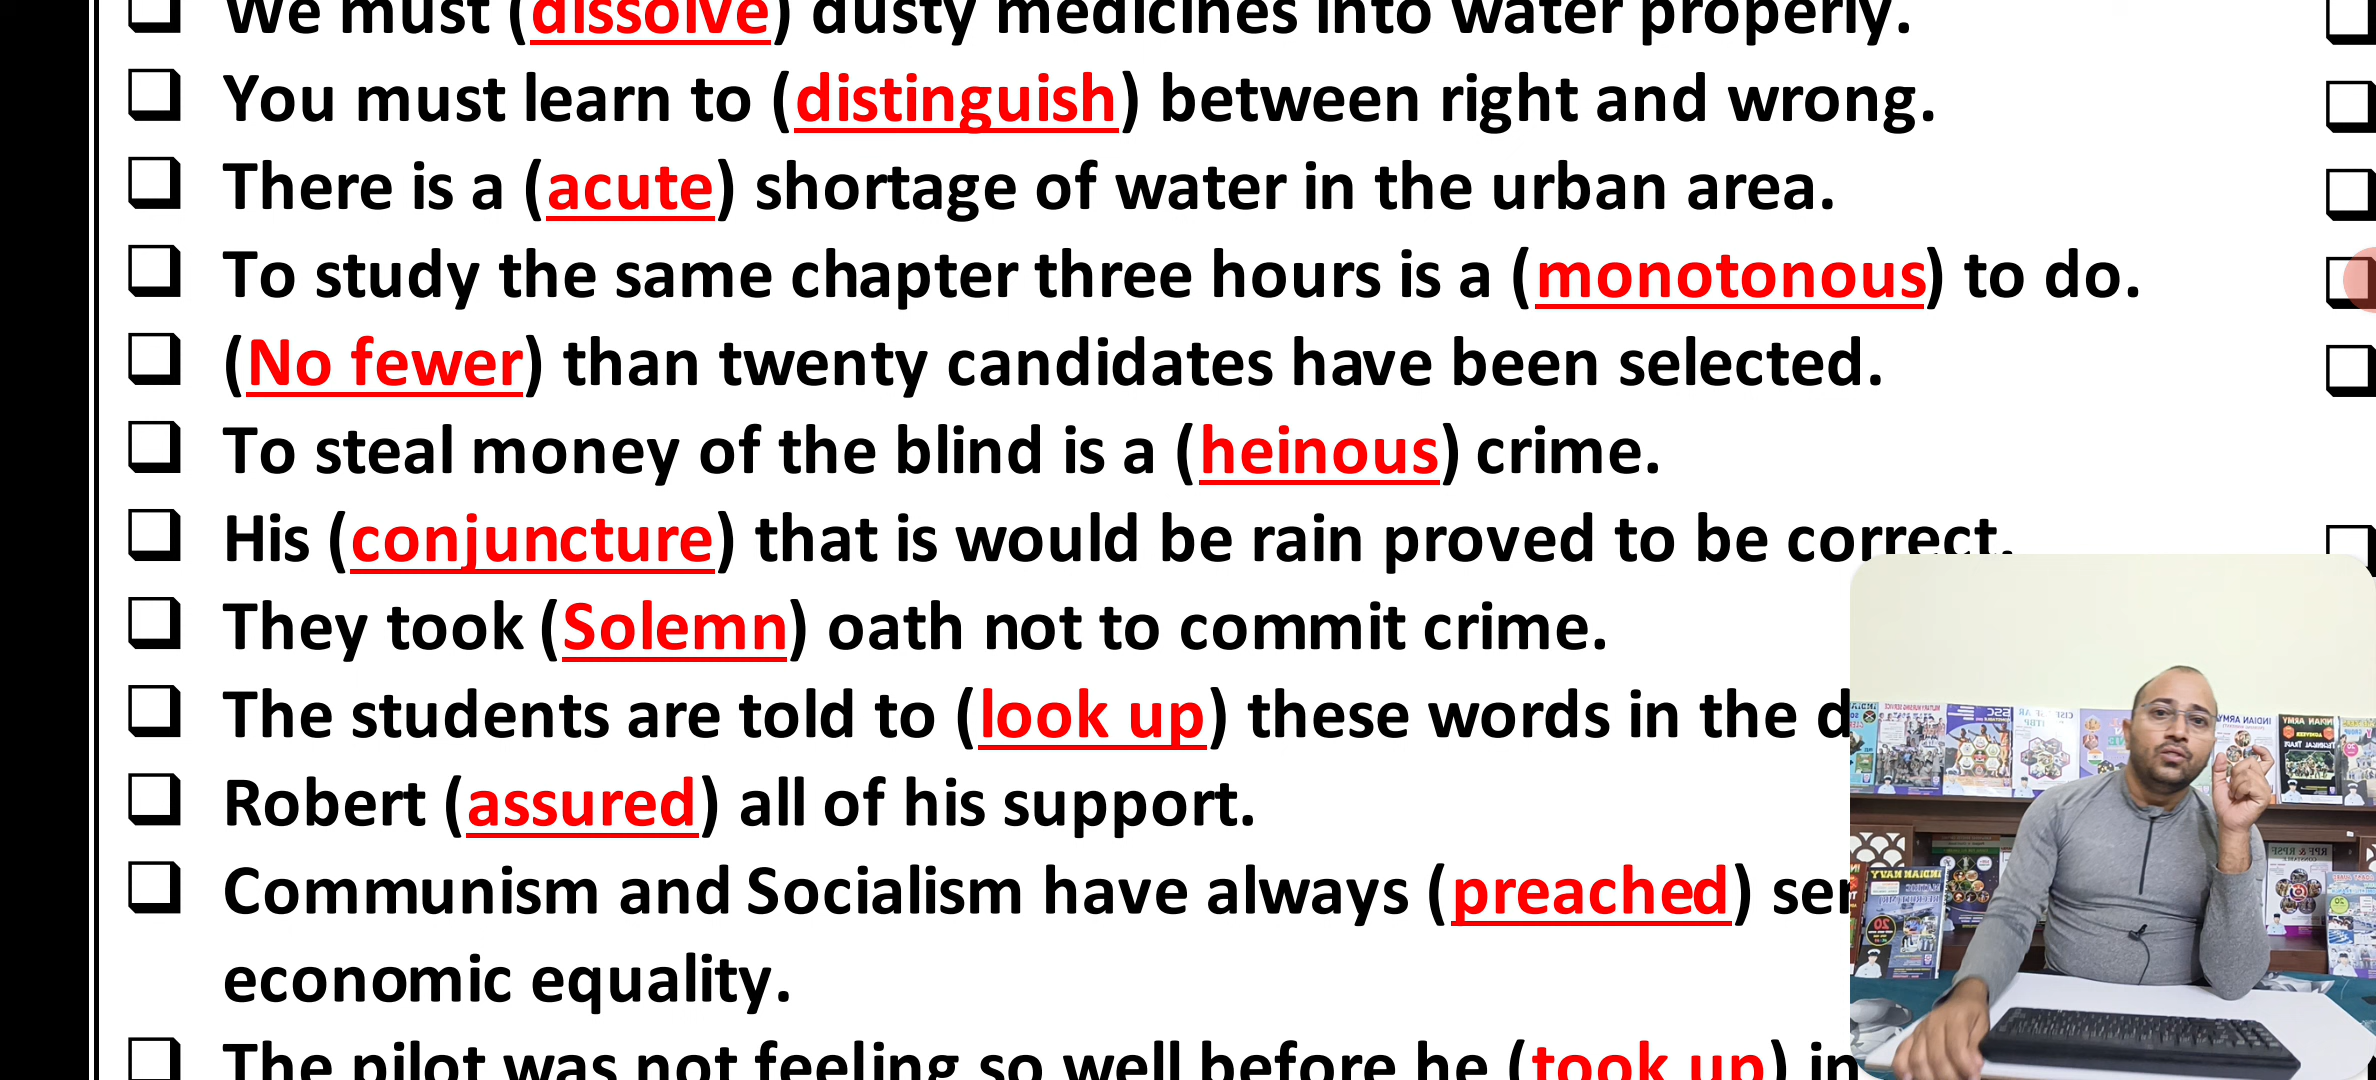 We must (dissolve) dusty medicines into water properly.
You must learn to (distinguish) between right and wrong.
There is a (acute) shortage of water in the urban area.
To study the same chapter three hours is a (monotonous) to do.
(No fewer) than twenty candidates have been selected.
To steal money of the blind is a (heinous) crime.
His (conjuncture) that is would be rain proved to be correct.
They took (Solemn) oath not to commit crime.
The students are told to (look up) these words in the d
Robert (assured) all of his support.
Communism and Socialism have always (preached) ser
economic equality.
The pilot was not feeling so well before he (took up) in